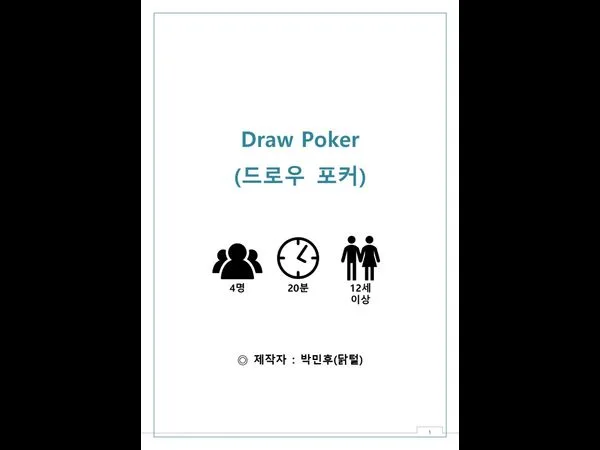 Draw Poker
(드로우 포커)
4명
20분
12세
이상
◎ 제작자 : 박민후(닭털)
1